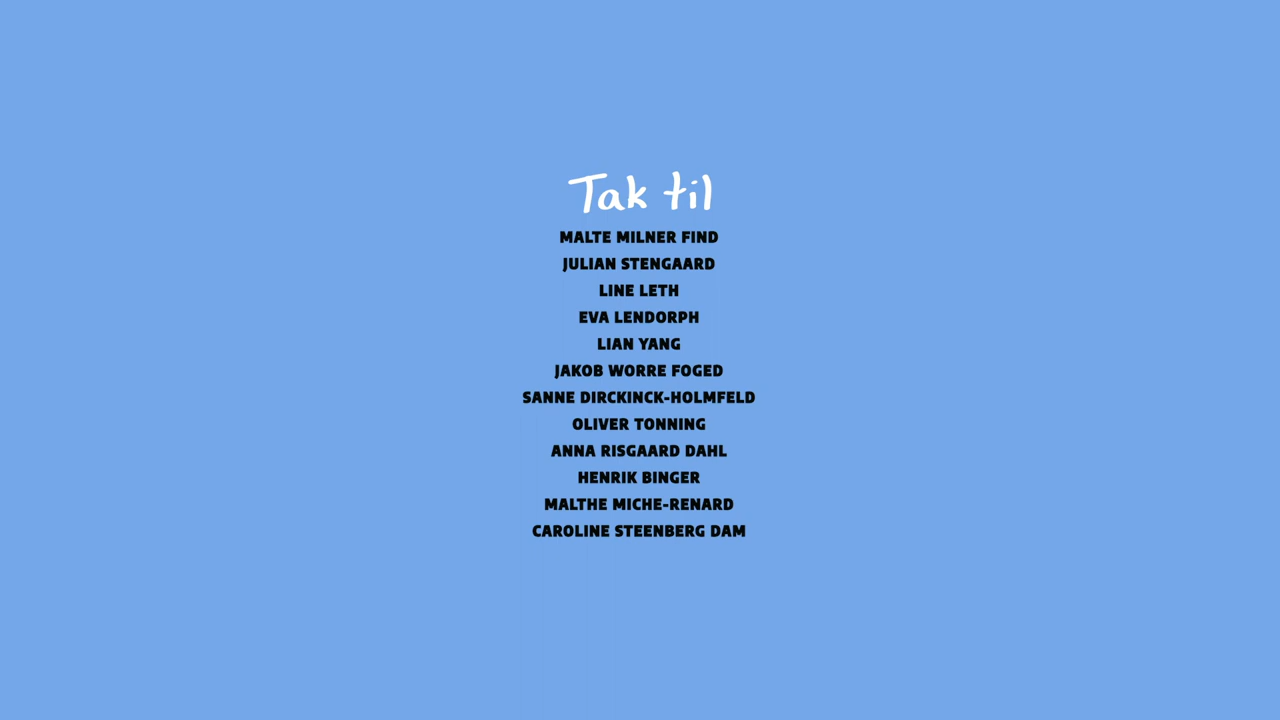 Tak til
MALTE MILNER FIND
JULIAN STENGAARD
LINE LETH
EVA LENDORPH
LIAN YANG
JAKOB WORRE FOGED
SANNE DIRCKINCK-HOLMFELD
OLIVER TONNING
ANNA RISGAARD DAHL
HENRIK BINGER
MALTHE MICHE-RENARD
CAROLINE STEENBERG DAM